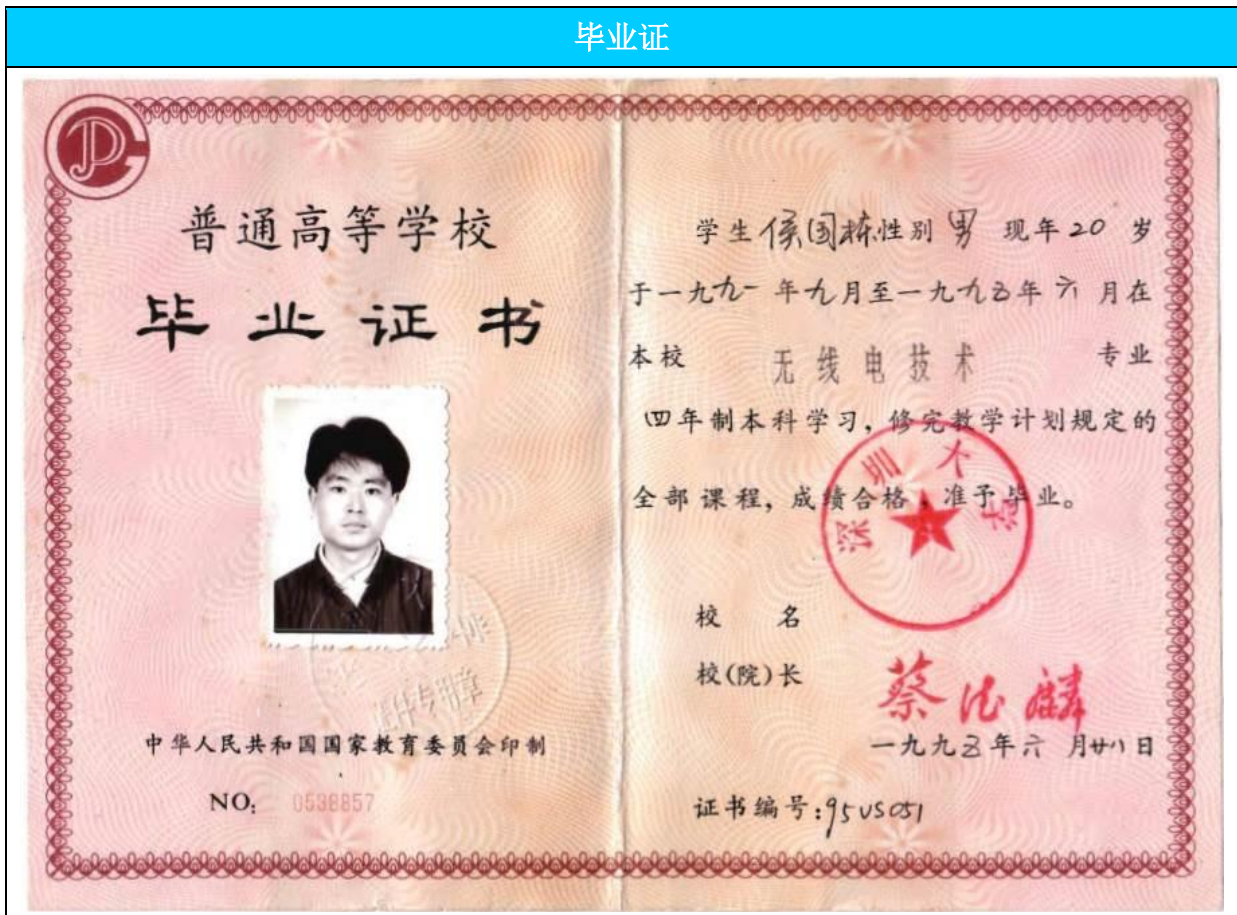 毕业证
普通高等学校
毕业证书
中华人民共和国国家教育委员会印制
NO: 0538857
学生侯国栋性别男 现年20岁
于一九九一年九月至一九九五年六月在
本校 无线电技术 专业
四年制本科学习，修完教学计划规定的
全部课程，成绩合格，准予毕业。
深圳大学
校 名
校(院)长 蔡德麟
一九九五年六月廿八日
证书编号:95US051
证件专用章